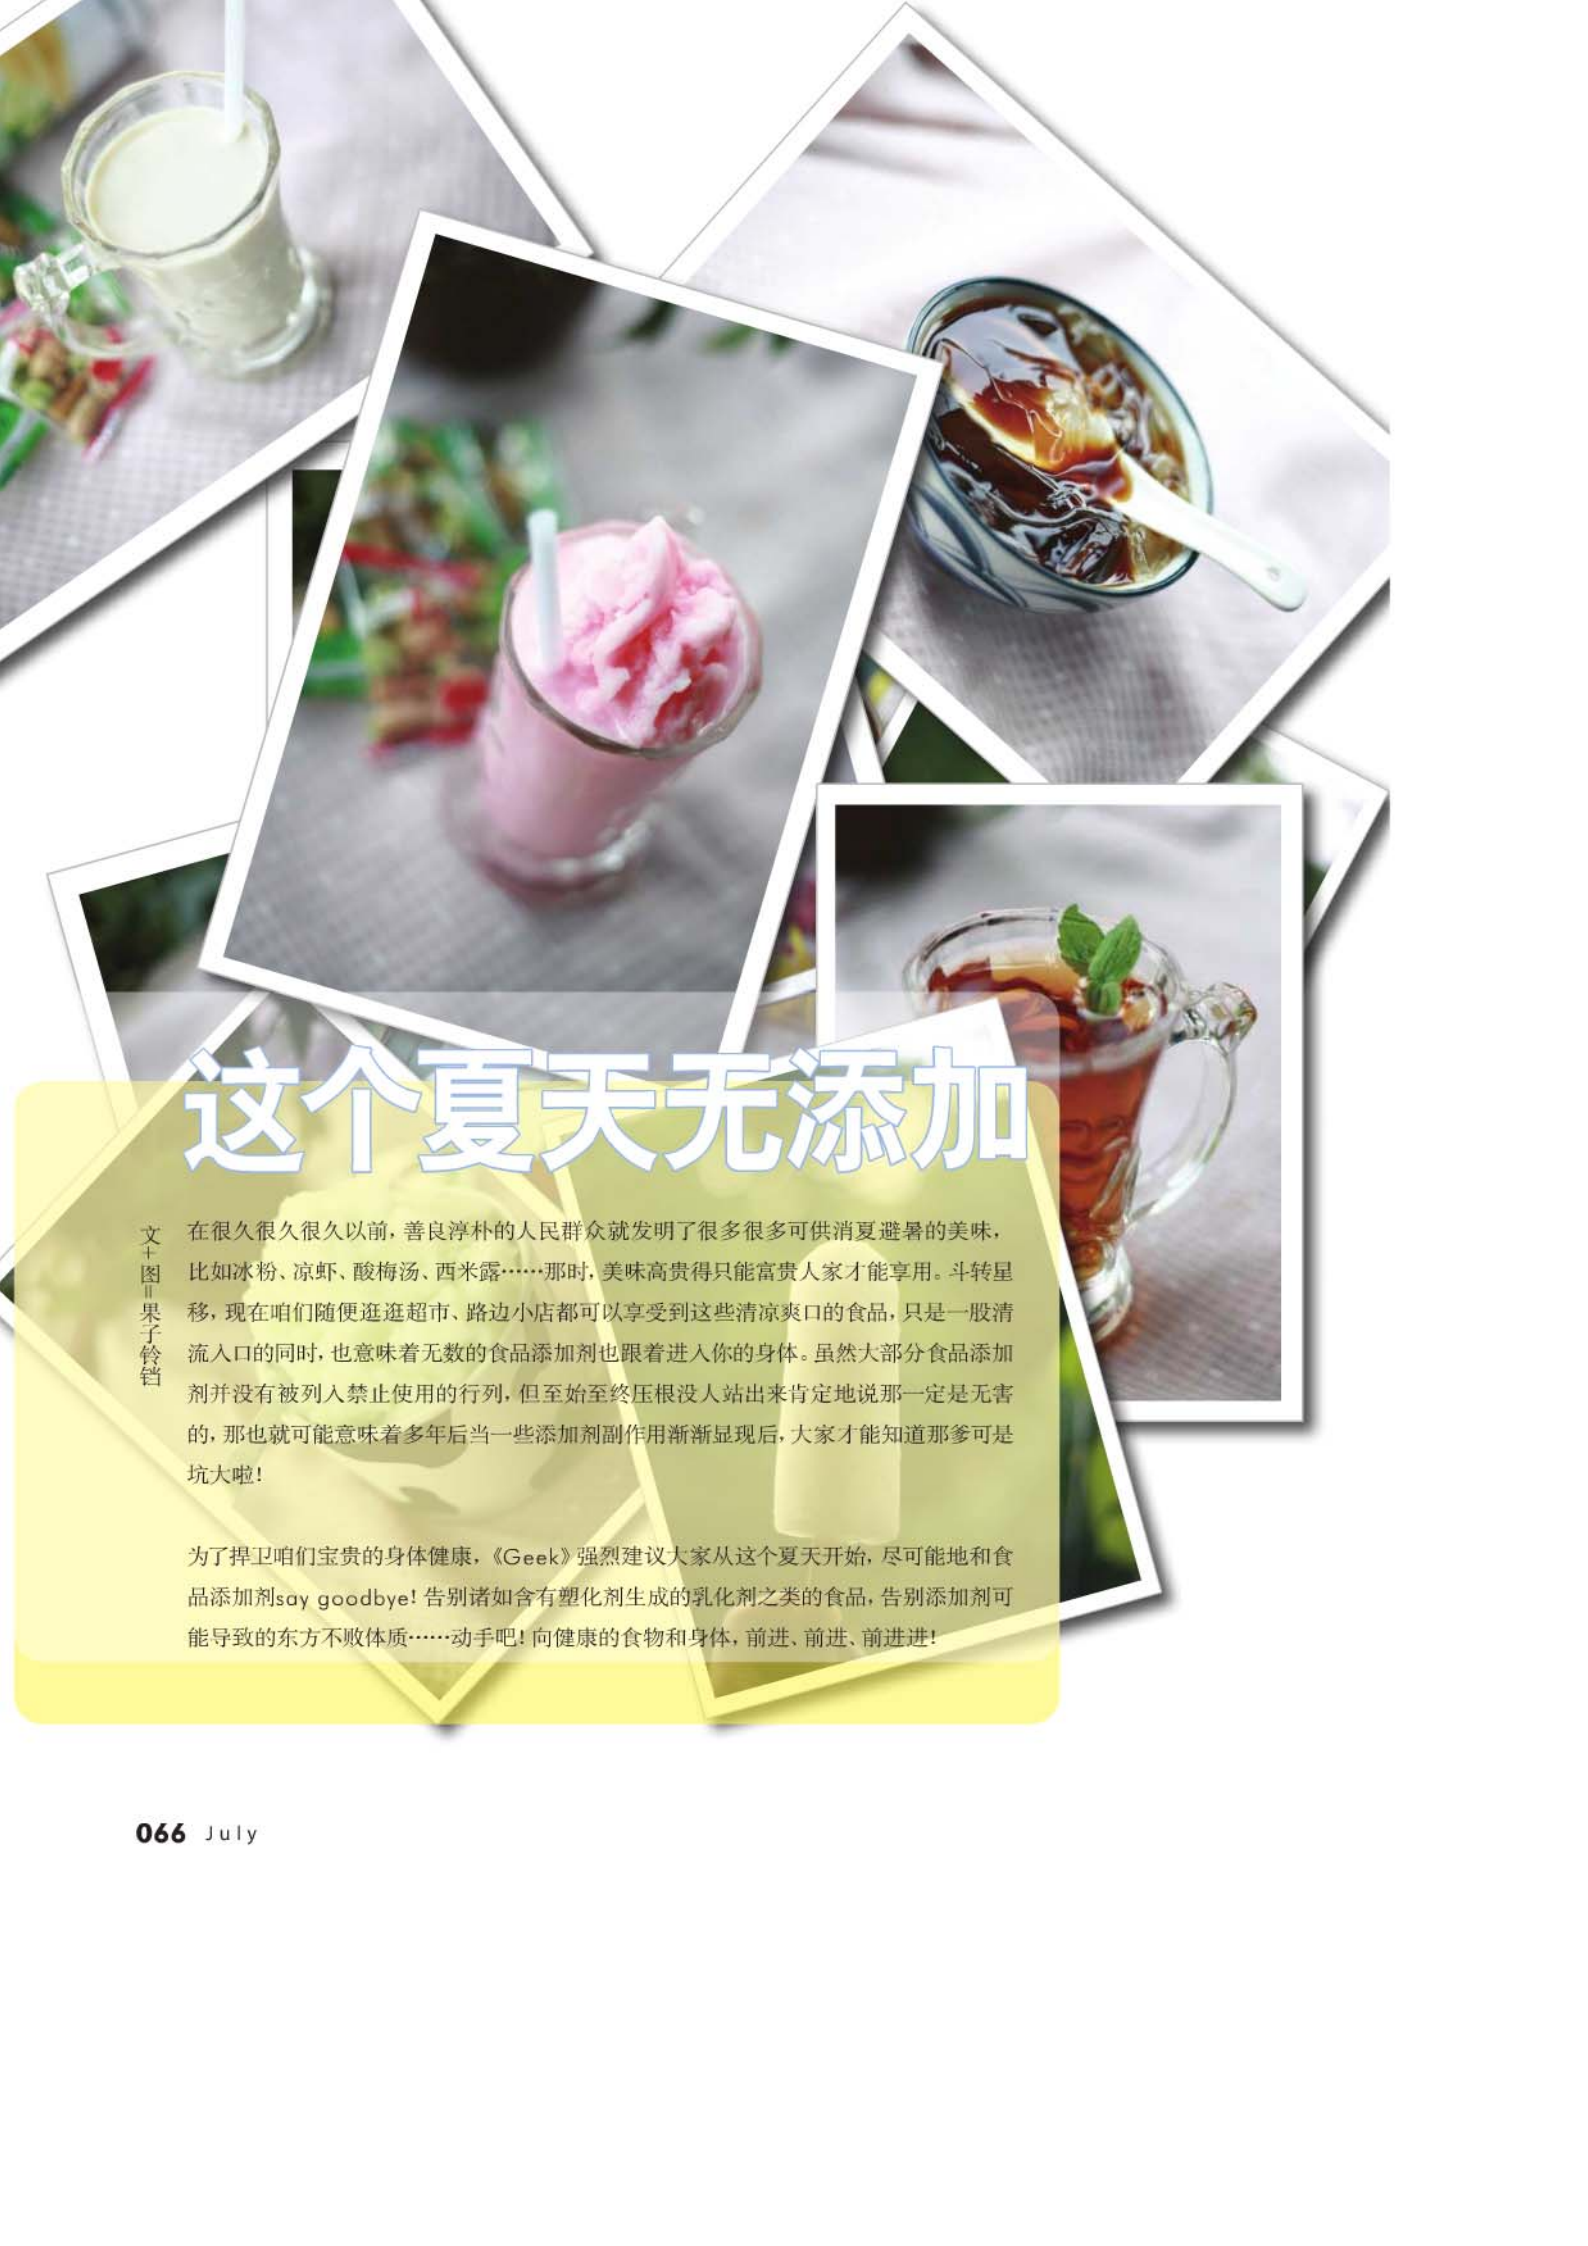 这个夏天无添加
文+图=果子铃铛
在很久很久很久以前,善良淳朴的人民群众就发明了很多很多可供消夏避暑的美味,
比如冰粉、凉虾、酸梅汤、西米露……那时,美味高贵得只能富贵人家才能享用。斗转星
移,现在咱们随便逛逛超市、路边小店都可以享受到这些清凉爽口的食品,只是一股清
流入口的同时,也意味着无数的食品添加剂也跟着进入你的身体。虽然大部分食品添加
剂并没有被列入禁止使用的行列,但至始至终压根没人站出来肯定地说那一定是无害
的,那也就可能意味着多年后当一些添加剂副作用渐渐显现后,大家才能知道那爹可是
坑大啦!
为了捍卫咱们宝贵的身体健康,《Geek》强烈建议大家从这个夏天开始,尽可能地和食
品添加剂say goodbye! 告别诸如含有塑化剂生成的乳化剂之类的食品,告别添加剂可
能导致的东方不败体质……动手吧! 向健康的食物和身体,前进、前进、前进进!
066 July